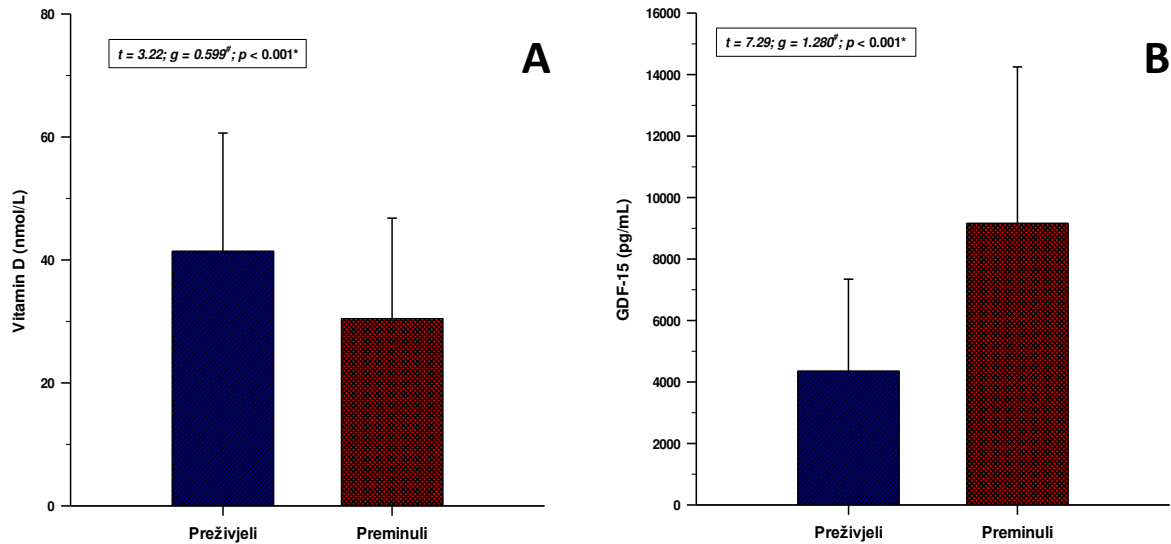 80
t = 3.22; g = 0.599#; p < 0.001*
A
60
40
20
0
Vitamin D (nmol/L)
Preživjeli
Preminuli
16000
t = 7.29; g = 1.280#; p < 0.001*
B
14000
12000
10000
8000
6000
4000
2000
0
GDF-15 (pg/mL)
Preživjeli
Preminuli